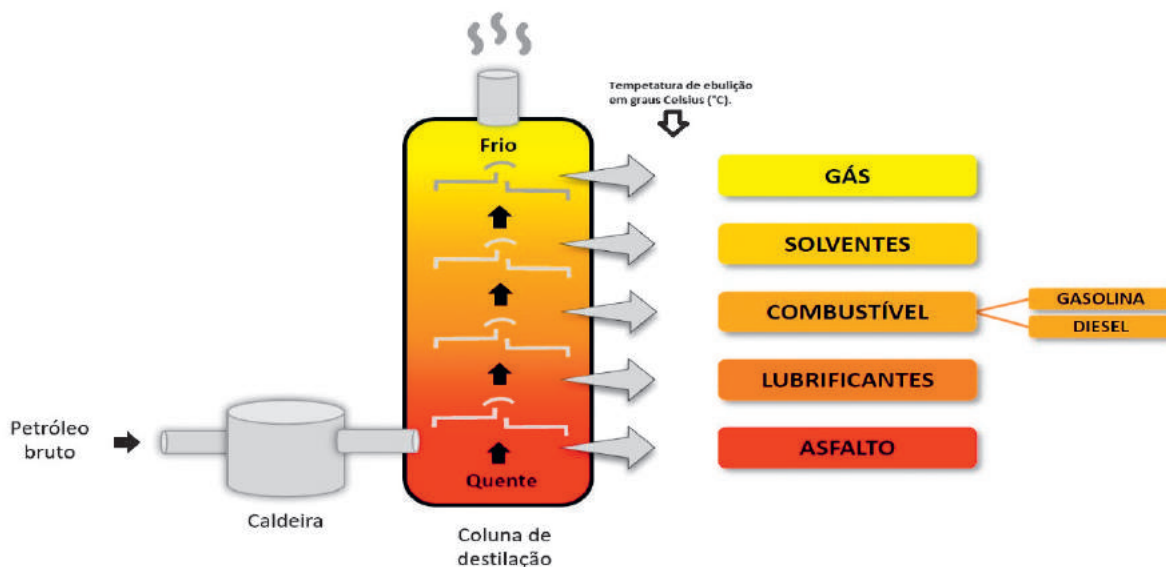 Tempetatura de ebulição
em graus Celsius (°C).
Frio
GÁS
SOLVENTES
COMBUSTÍVEL
GASOLINA
DIESEL
LUBRIFICANTES
ASFALTO
Petróleo
bruto
Quente
Caldeira
Coluna de
destilação